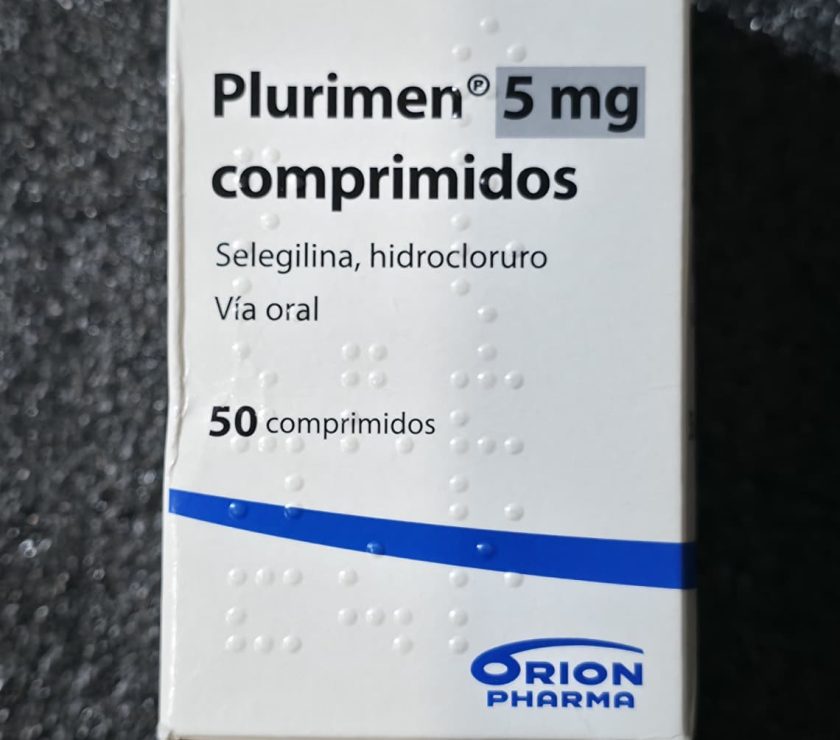 Plurimen® 5 mg
comprimidos
Selegilina, hidrocloruro
Vía oral
50 comprimidos
ORION
PHARMA